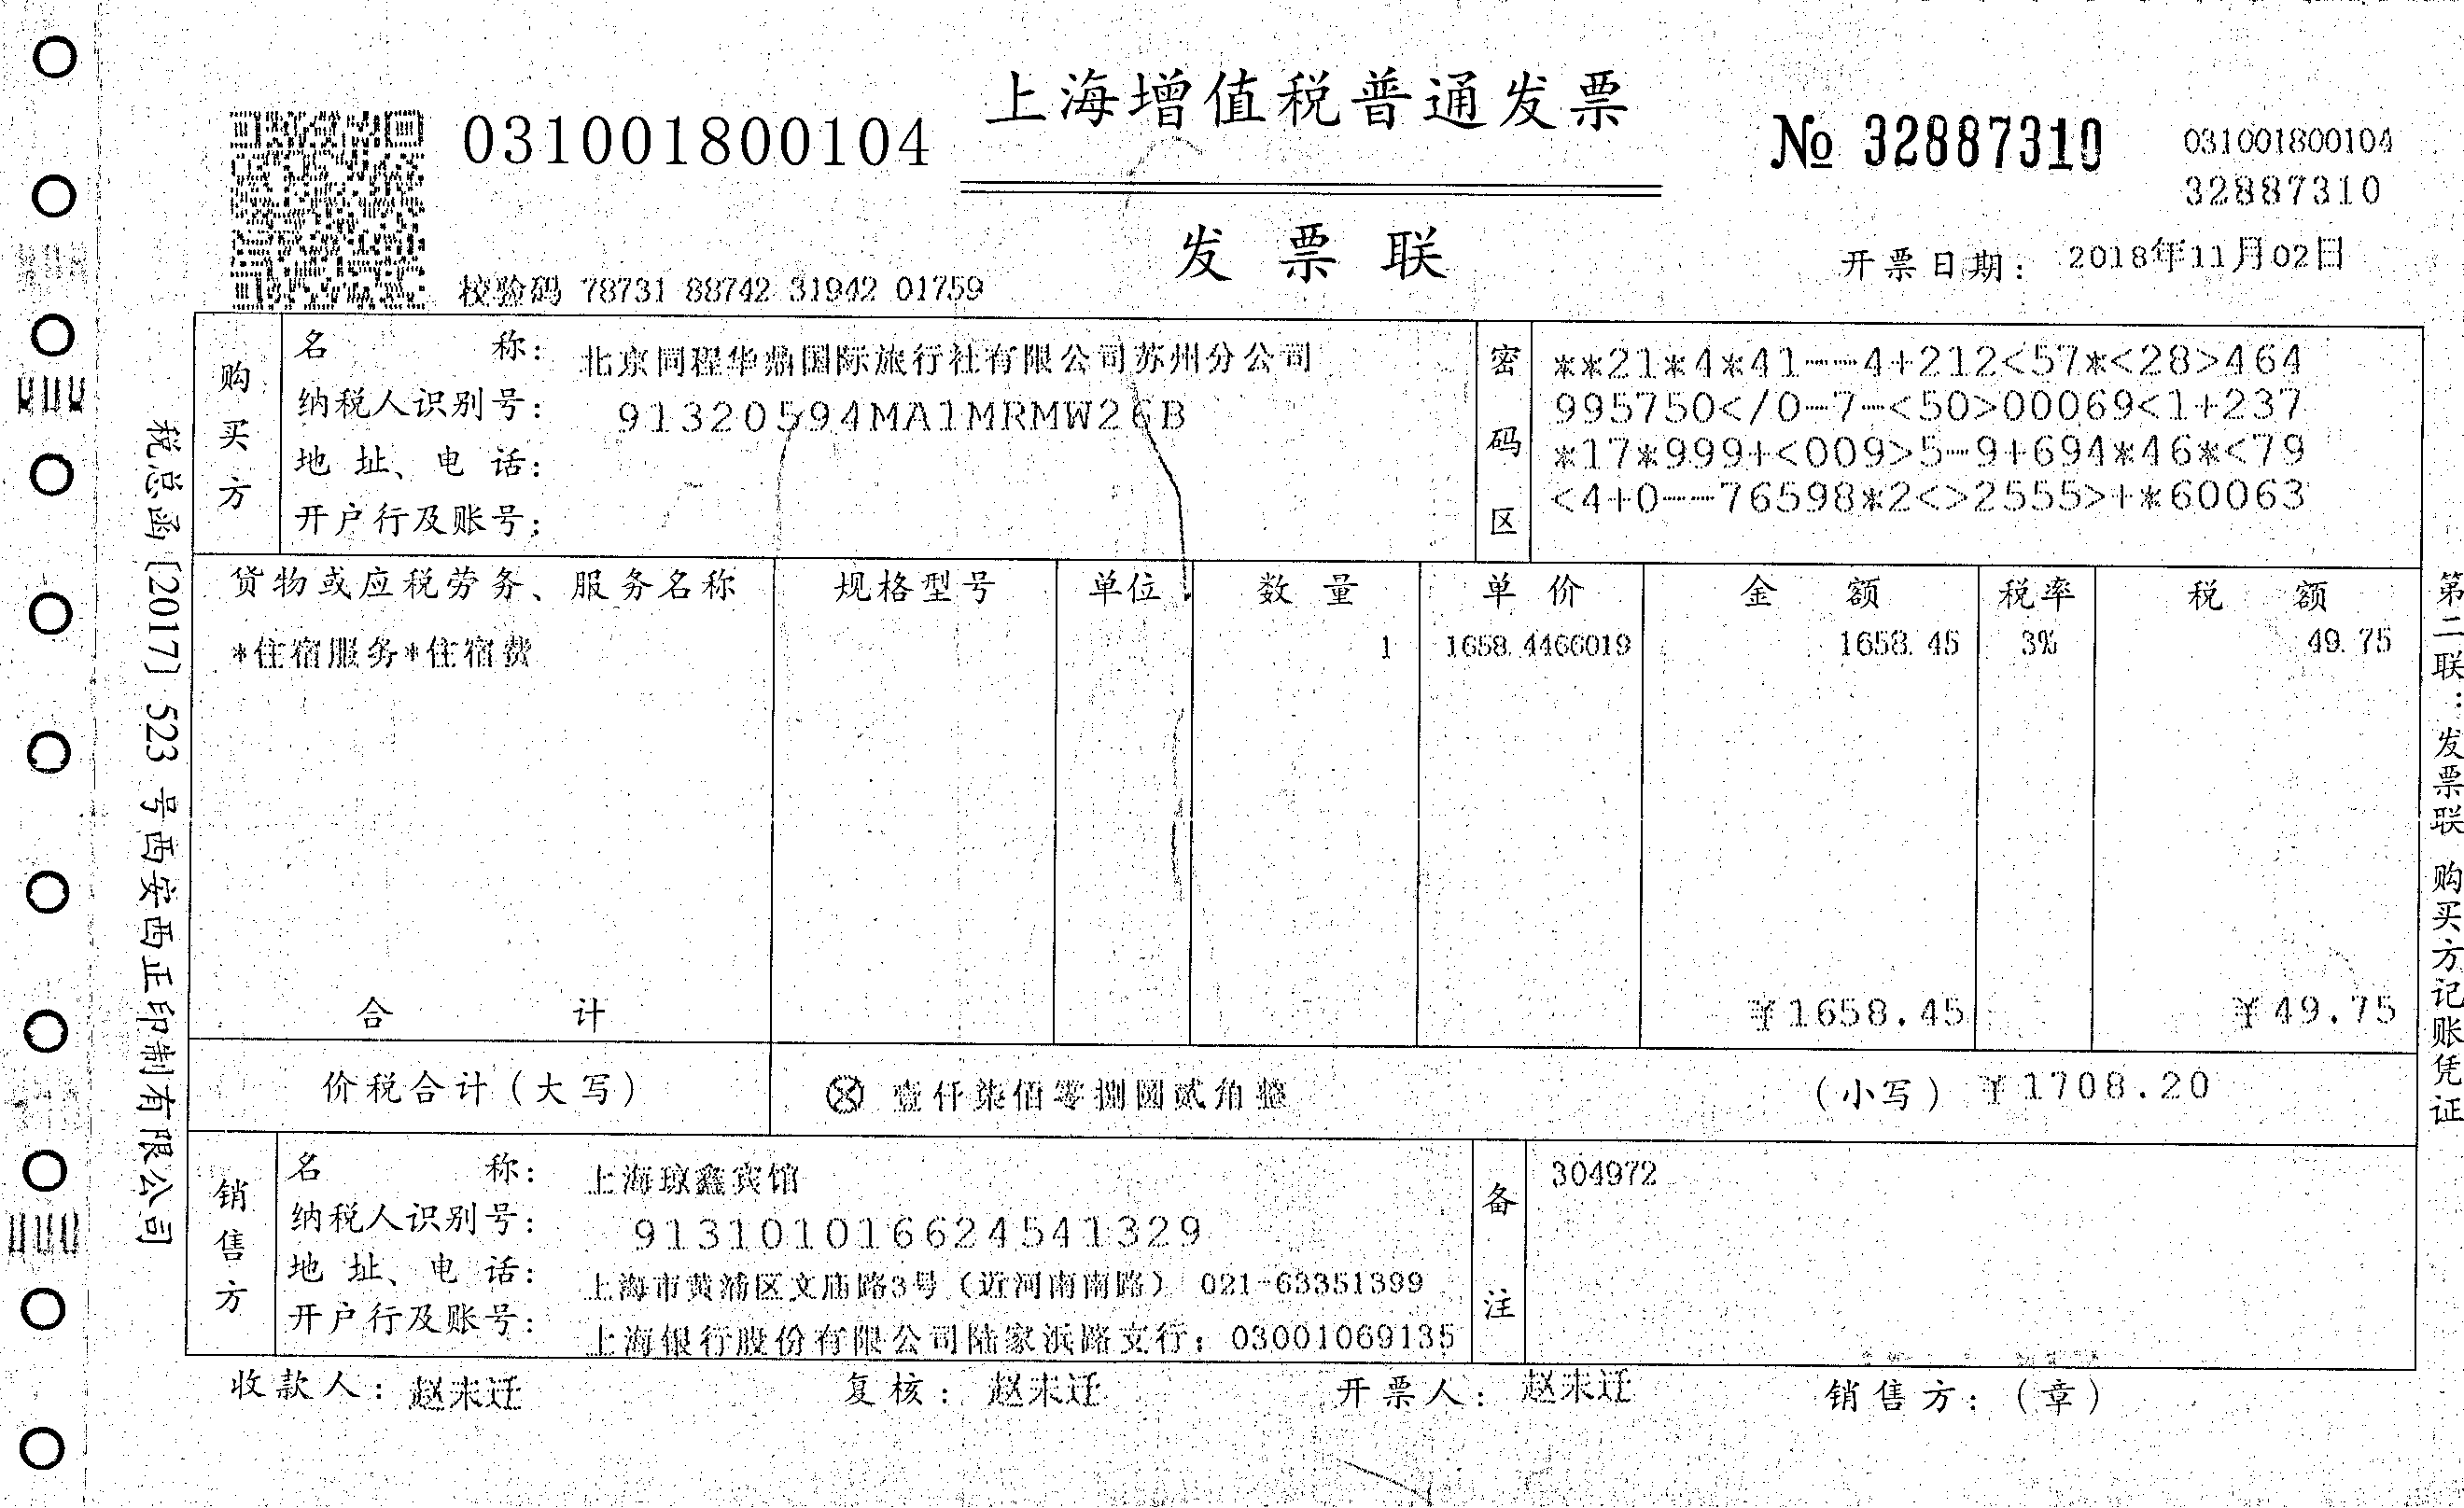 上海增值税普通发票
031001800104
№ 32887310
031001800104
32887310
发票联
校验码 78731 88742 31942 01759
开票日期: 2018年11月02日
购买方
名称: 北京同程华鼎国际旅行社有限公司苏州分公司
纳税人识别号: 91320594MA1MRMW26B
地址、电话:
开户行及账号:
密码区
**21*4*41--4+212<57*<28>464
995750</0-7-<50>00069<1+237
*17*999+<009>5-9+694*46*<79
<4+0--76598*2<>2555>+*60063
货物或应税劳务、服务名称 规格型号 单位 数量 单价 金额 税率 税额
*住宿服务*住宿费 1 1658.4466019 1658.45 3% 49.75
合计 ¥1658.45 ¥49.75
价税合计(大写) ⊗ 壹仟柒佰零捌圆贰角整 (小写) ¥1708.20
销售方
名称: 上海琼鑫宾馆
纳税人识别号: 913101016624541329
地址、电话: 上海市黄浦区文庙路3号(近河南南路) 021-63351399
开户行及账号: 上海银行股份有限公司陆家浜路支行: 03001069135
备注
304972
收款人: 赵未迁 复核: 赵未迁 开票人: 赵未迁 销售方:(章)
税总函[2017]523号西安西正印制有限公司
第二联:发票联 购买方记账凭证